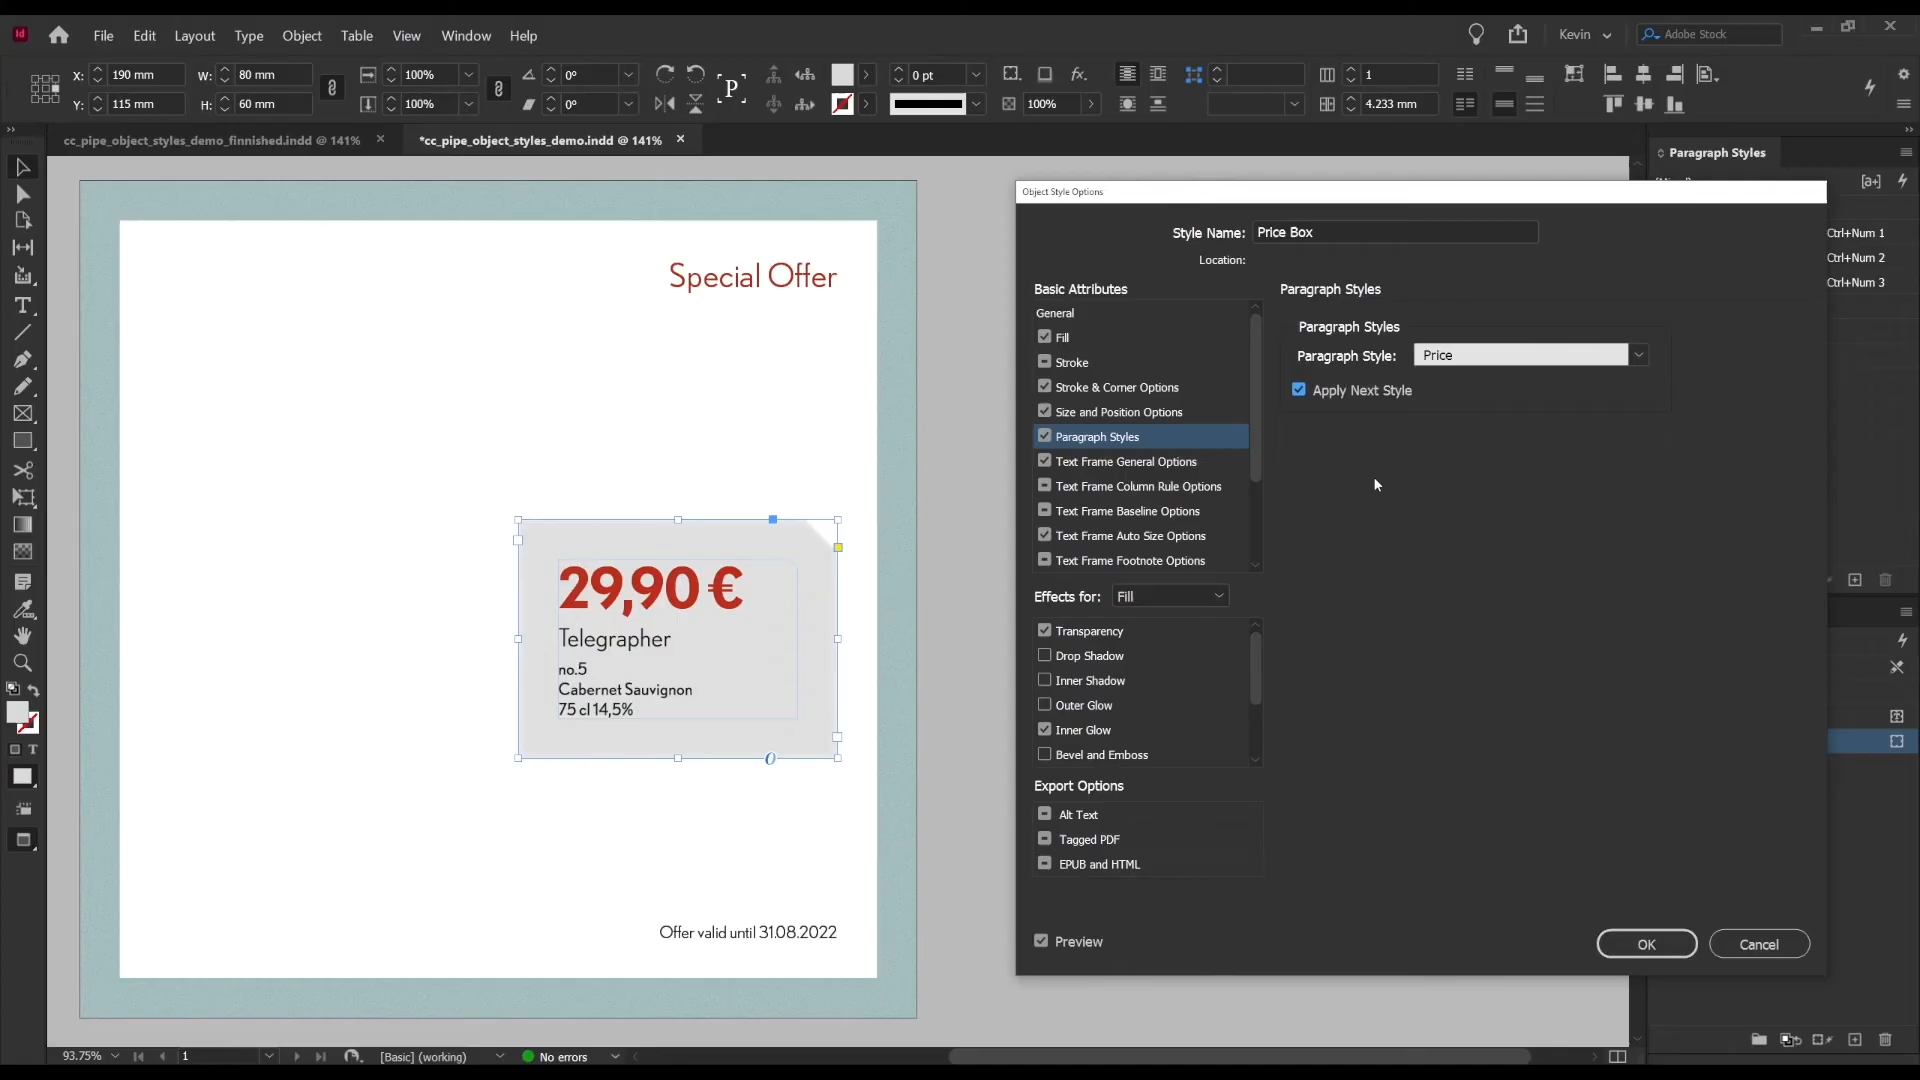 Id
File Edit Layout Type Object Table View Window Help
Kevin
Adobe Stock
X: 190 mm W: 80 mm 100% 0° 0 pt 1
fx.
P
Y: 115 mm H: 60 mm 100% 0° 100% 4.233 mm
cc_pipe_object_styles_demo_finnished.indd @ 141%
*cc_pipe_object_styles_demo.indd @ 141%
Paragraph Styles
[a+]
Ctrl+Num 1
Ctrl+Num 2
Ctrl+Num 3
Special Offer
29,90 €
Telegrapher
no.5
Cabernet Sauvignon
75 cl 14,5%
Offer valid until 31.08.2022
Object Style Options
Style Name: Price Box
Location:
Basic Attributes
General
Fill
Stroke
Stroke & Corner Options
Size and Position Options
Paragraph Styles
Text Frame General Options
Text Frame Column Rule Options
Text Frame Baseline Options
Text Frame Auto Size Options
Text Frame Footnote Options
Paragraph Styles
Paragraph Styles
Paragraph Style: Price
Apply Next Style
Effects for: Fill
Transparency
Drop Shadow
Inner Shadow
Outer Glow
Inner Glow
Bevel and Emboss
Export Options
Alt Text
Tagged PDF
EPUB and HTML
Preview
OK
Cancel
93.75% 1 [Basic] (working) No errors